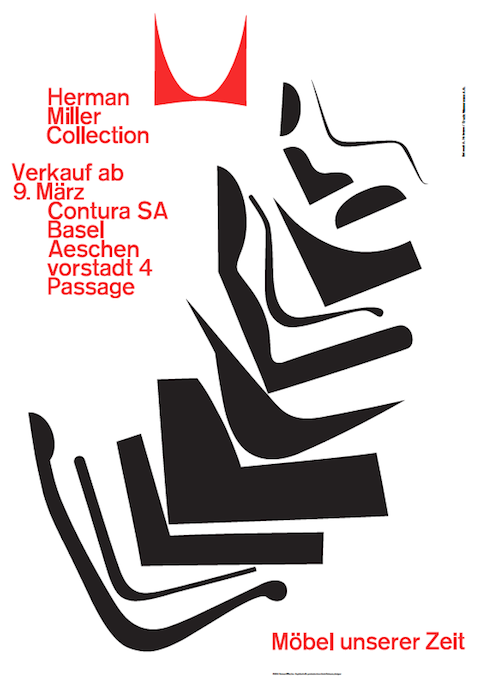 Herman
Miller
Collection
Verkauf ab
9. März
Contura SA
Basel
Aeschen
vorstadt 4
Passage
Möbel unserer Zeit